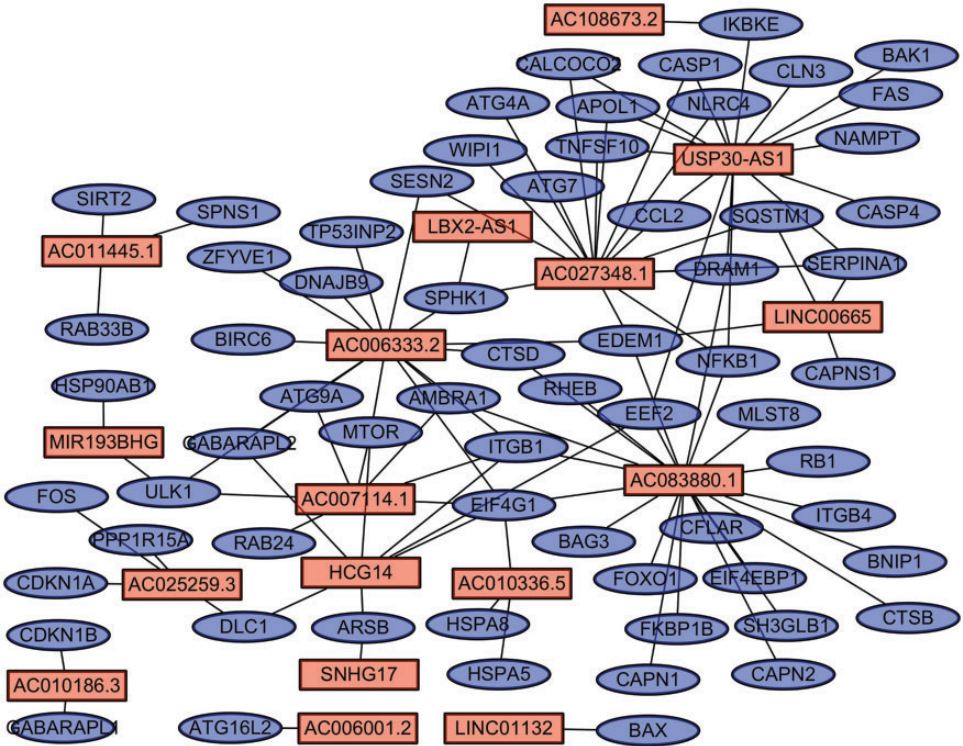 AC108673.2
IKBKE
CALCOCO2
CASP1
CLN3
BAK1
ATG4A
APOL1
NLRC4
FAS
WIPI1
TNFSF10
USP30-AS1
NAMPT
SESN2
ATG7
SIRT2
SPNS1
LBX2-AS1
CCL2
SQSTM1
CASP4
TP53INP2
AC011445.1
ZFYVE1
DNAJB9
SPHK1
AC027348.1
DRAM1
SERPINA1
RAB33B
BIRC6
AC006333.2
CTSD
EDEM1
LINC00665
NFKB1
CAPNS1
HSP90AB1
ATG9A
AMBRA1
RHEB
EEF2
MLST8
MIR193BHG
GABARAPL2
MTOR
ITGB1
RB1
FOS
ULK1
AC007114.1
EIF4G1
AC083880.1
ITGB4
PPP1R15A
RAB24
BAG3
CFLAR
BNIP1
CDKN1A
AC025259.3
HCG14
AC010336.5
FOXO1
EIF4EBP1
CTSB
CDKN1B
DLC1
ARSB
HSPA8
FKBP1B
SH3GLB1
AC010186.3
SNHG17
HSPA5
CAPN1
CAPN2
GABARAPL1
ATG16L2
AC006001.2
LINC01132
BAX